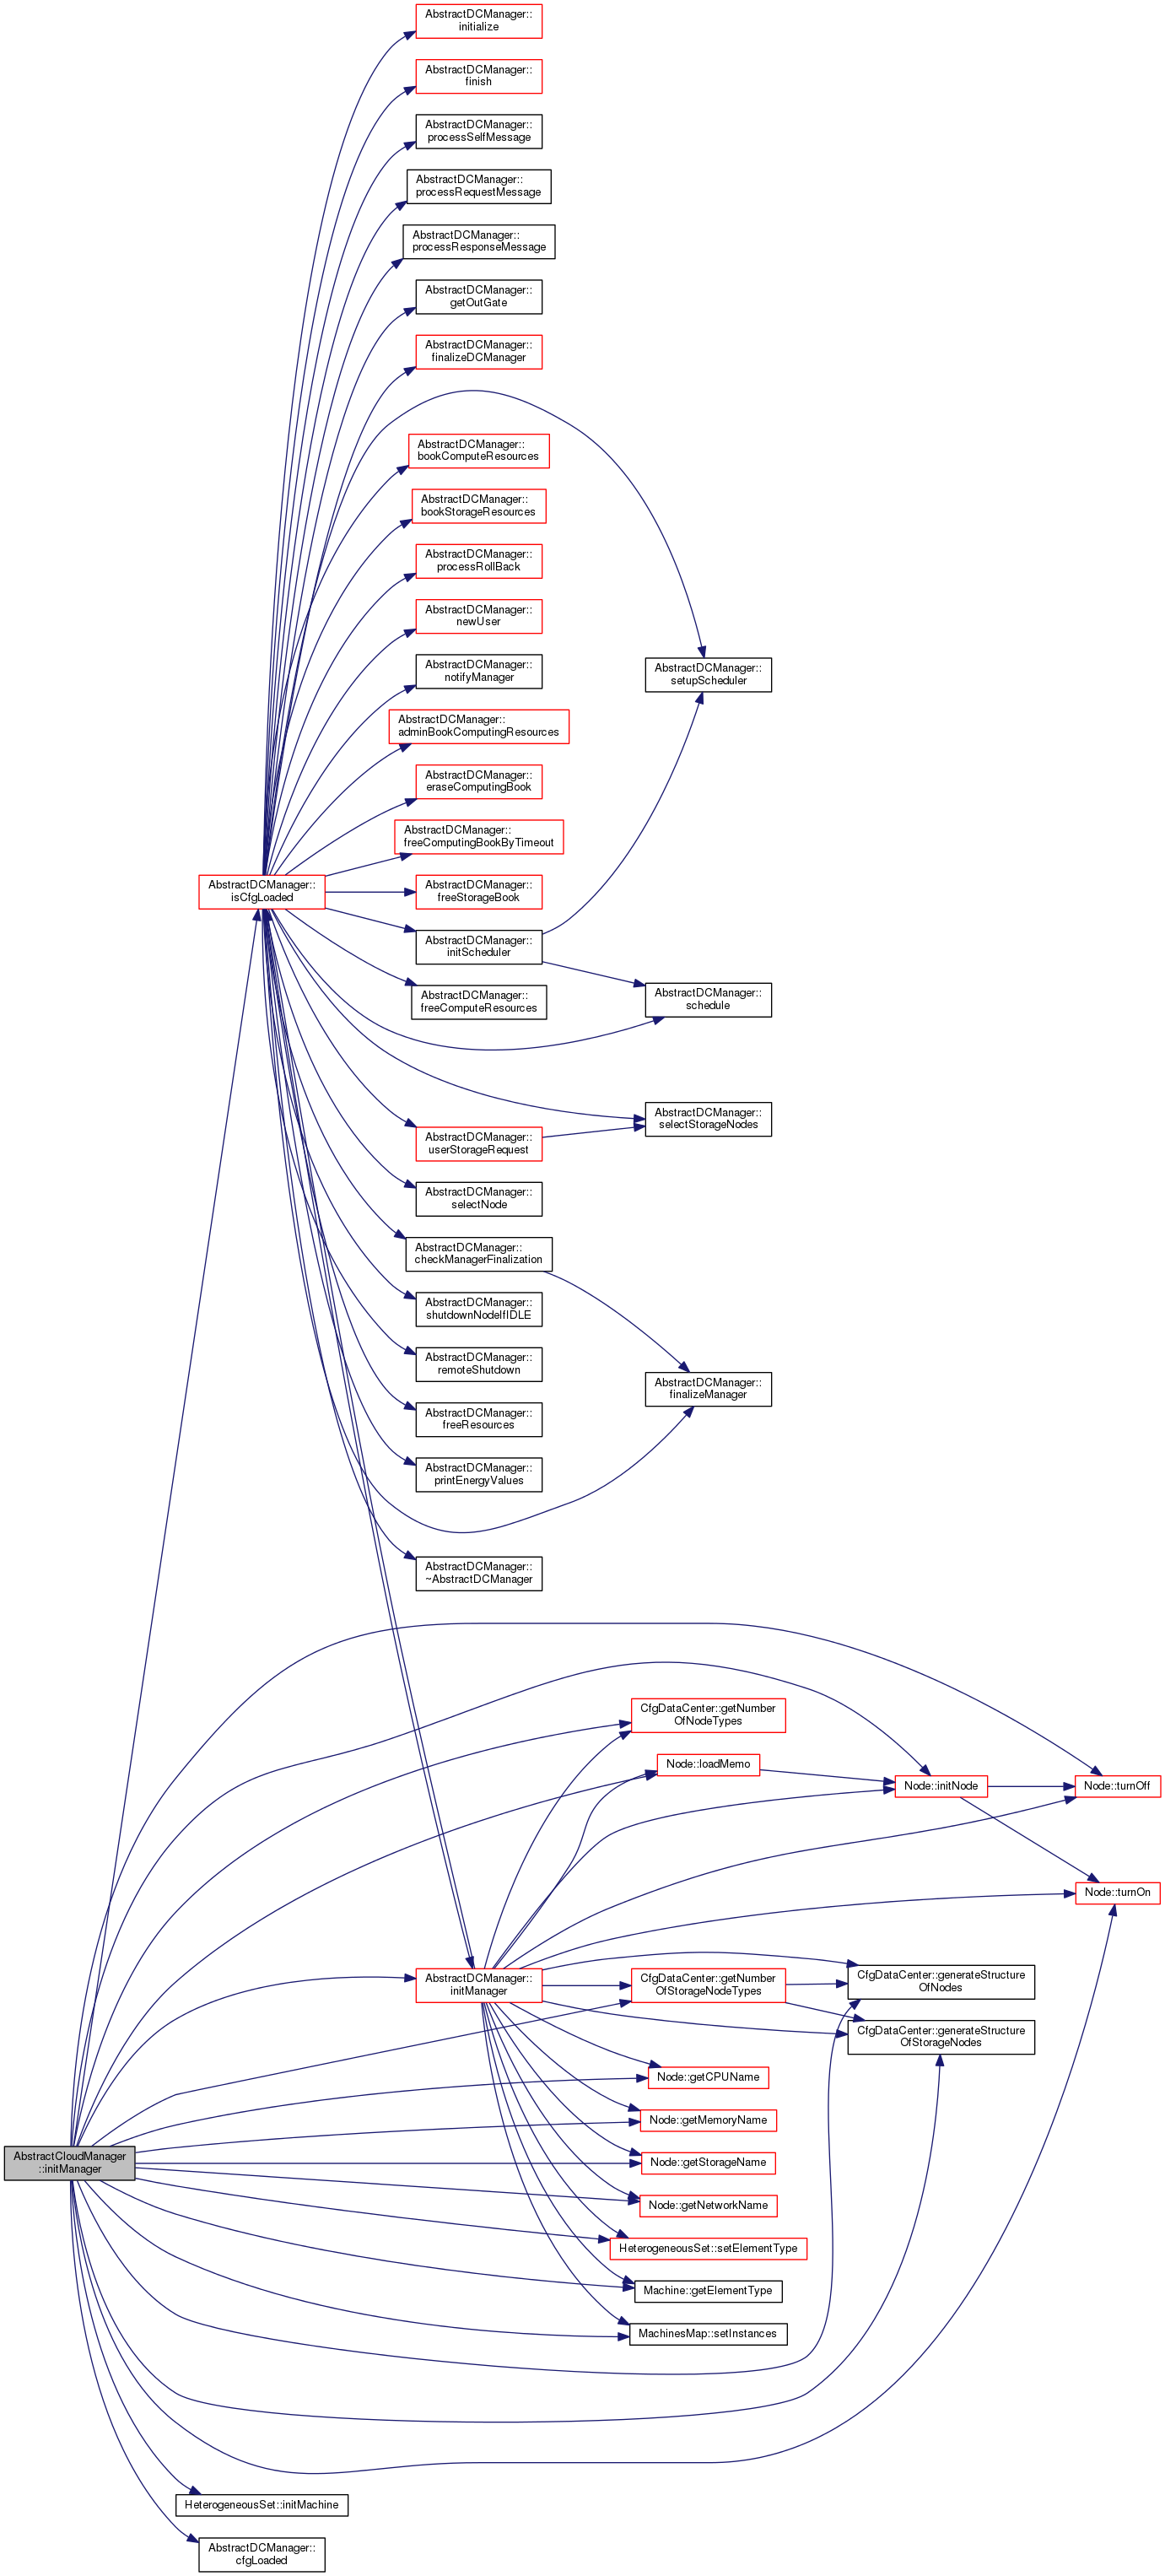 AbstractDCManager::
initialize
AbstractDCManager::
finish
AbstractDCManager::
processSelfMessage
AbstractDCManager::
processRequestMessage
AbstractDCManager::
processResponseMessage
AbstractDCManager::
getOutGate
AbstractDCManager::
finalizeDCManager
AbstractDCManager::
bookComputeResources
AbstractDCManager::
bookStorageResources
AbstractDCManager::
processRollBack
AbstractDCManager::
newUser
AbstractDCManager::
notifyManager
AbstractDCManager::
setupScheduler
AbstractDCManager::
adminBookComputingResources
AbstractDCManager::
eraseComputingBook
AbstractDCManager::
freeComputingBookByTimeout
AbstractDCManager::
isCfgLoaded
AbstractDCManager::
freeStorageBook
AbstractDCManager::
initScheduler
AbstractDCManager::
freeComputeResources
AbstractDCManager::
schedule
AbstractDCManager::
selectStorageNodes
AbstractDCManager::
userStorageRequest
AbstractDCManager::
selectNode
AbstractDCManager::
checkManagerFinalization
AbstractDCManager::
shutdownNodeIfIDLE
AbstractDCManager::
remoteShutdown
AbstractDCManager::
finalizeManager
AbstractDCManager::
freeResources
AbstractDCManager::
printEnergyValues
AbstractDCManager::
~AbstractDCManager
CfgDataCenter::getNumber
OfNodeTypes
Node::loadMemo
Node::initNode
Node::turnOff
Node::turnOn
AbstractDCManager::
initManager
CfgDataCenter::getNumber
OfStorageNodeTypes
CfgDataCenter::generateStructure
OfNodes
CfgDataCenter::generateStructure
OfStorageNodes
Node::getCPUName
Node::getMemoryName
AbstractCloudManager
::initManager
Node::getStorageName
Node::getNetworkName
HeterogeneousSet::setElementType
Machine::getElementType
MachinesMap::setInstances
HeterogeneousSet::initMachine
AbstractDCManager::
cfgLoaded